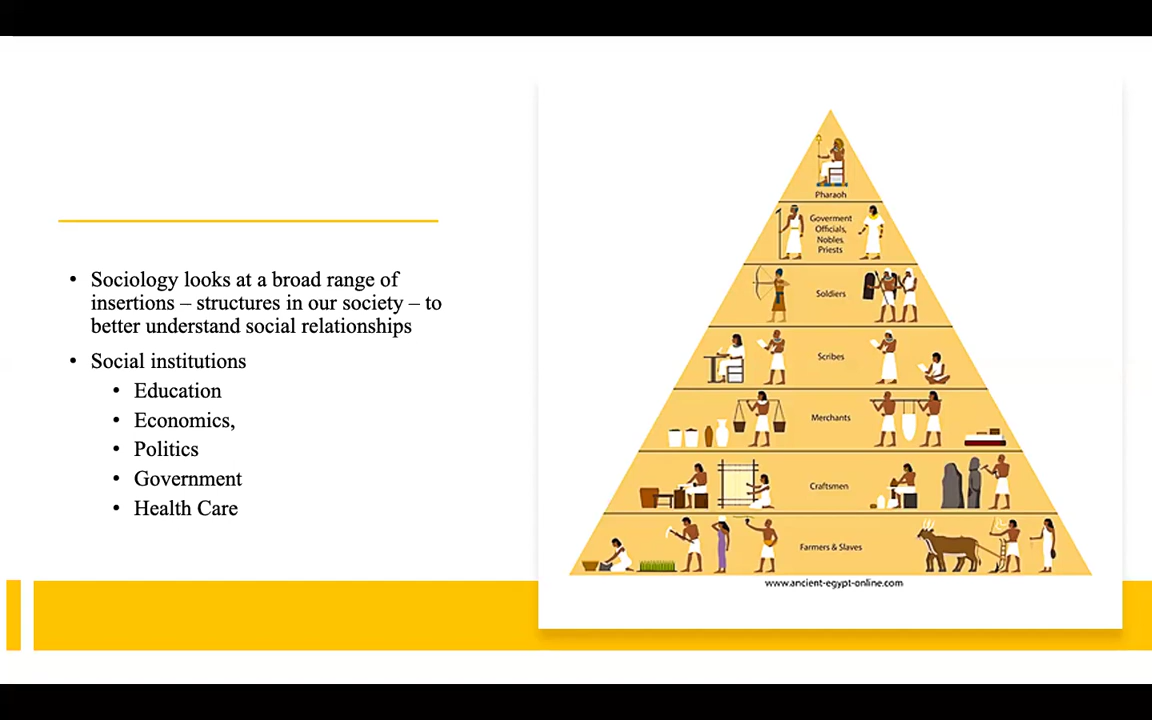 • Sociology looks at a broad range of
insertions – structures in our society – to
better understand social relationships
• Social institutions
• Education
• Economics,
• Politics
• Government
• Health Care
Pharaoh
Goverment
Officials,
Nobles,
Priests
Soldiers
Scribes
Merchants
Craftsmen
Farmers & Slaves
www.ancient-egypt-online.com